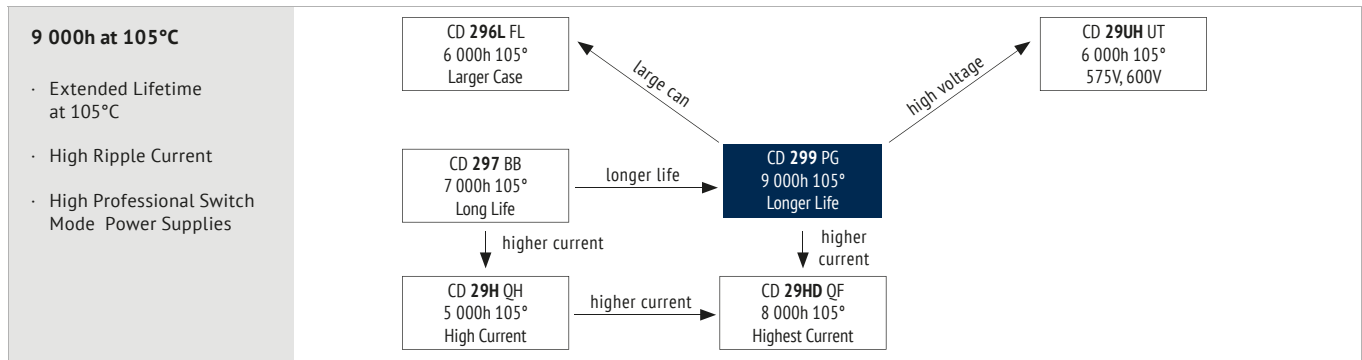 9 000h at 105°C
· Extended Lifetime
at 105°C
· High Ripple Current
· High Professional Switch
Mode Power Supplies
CD 296L FL
6 000h 105°
Larger Case
large can
high voltage
CD 29UH UT
6 000h 105°
575V, 600V
CD 297 BB
7 000h 105°
Long Life
longer life
CD 299 PG
9 000h 105°
Longer Life
higher current
higher
current
CD 29H QH
5 000h 105°
High Current
higher current
CD 29HD QF
8 000h 105°
Highest Current